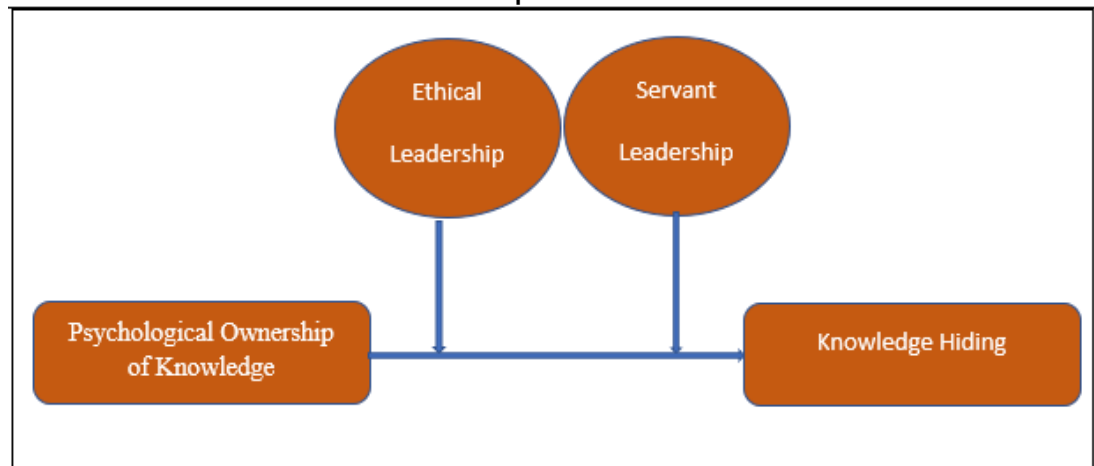 Ethical
Leadership
Servant
Leadership
Psychological Ownership
of Knowledge
Knowledge Hiding